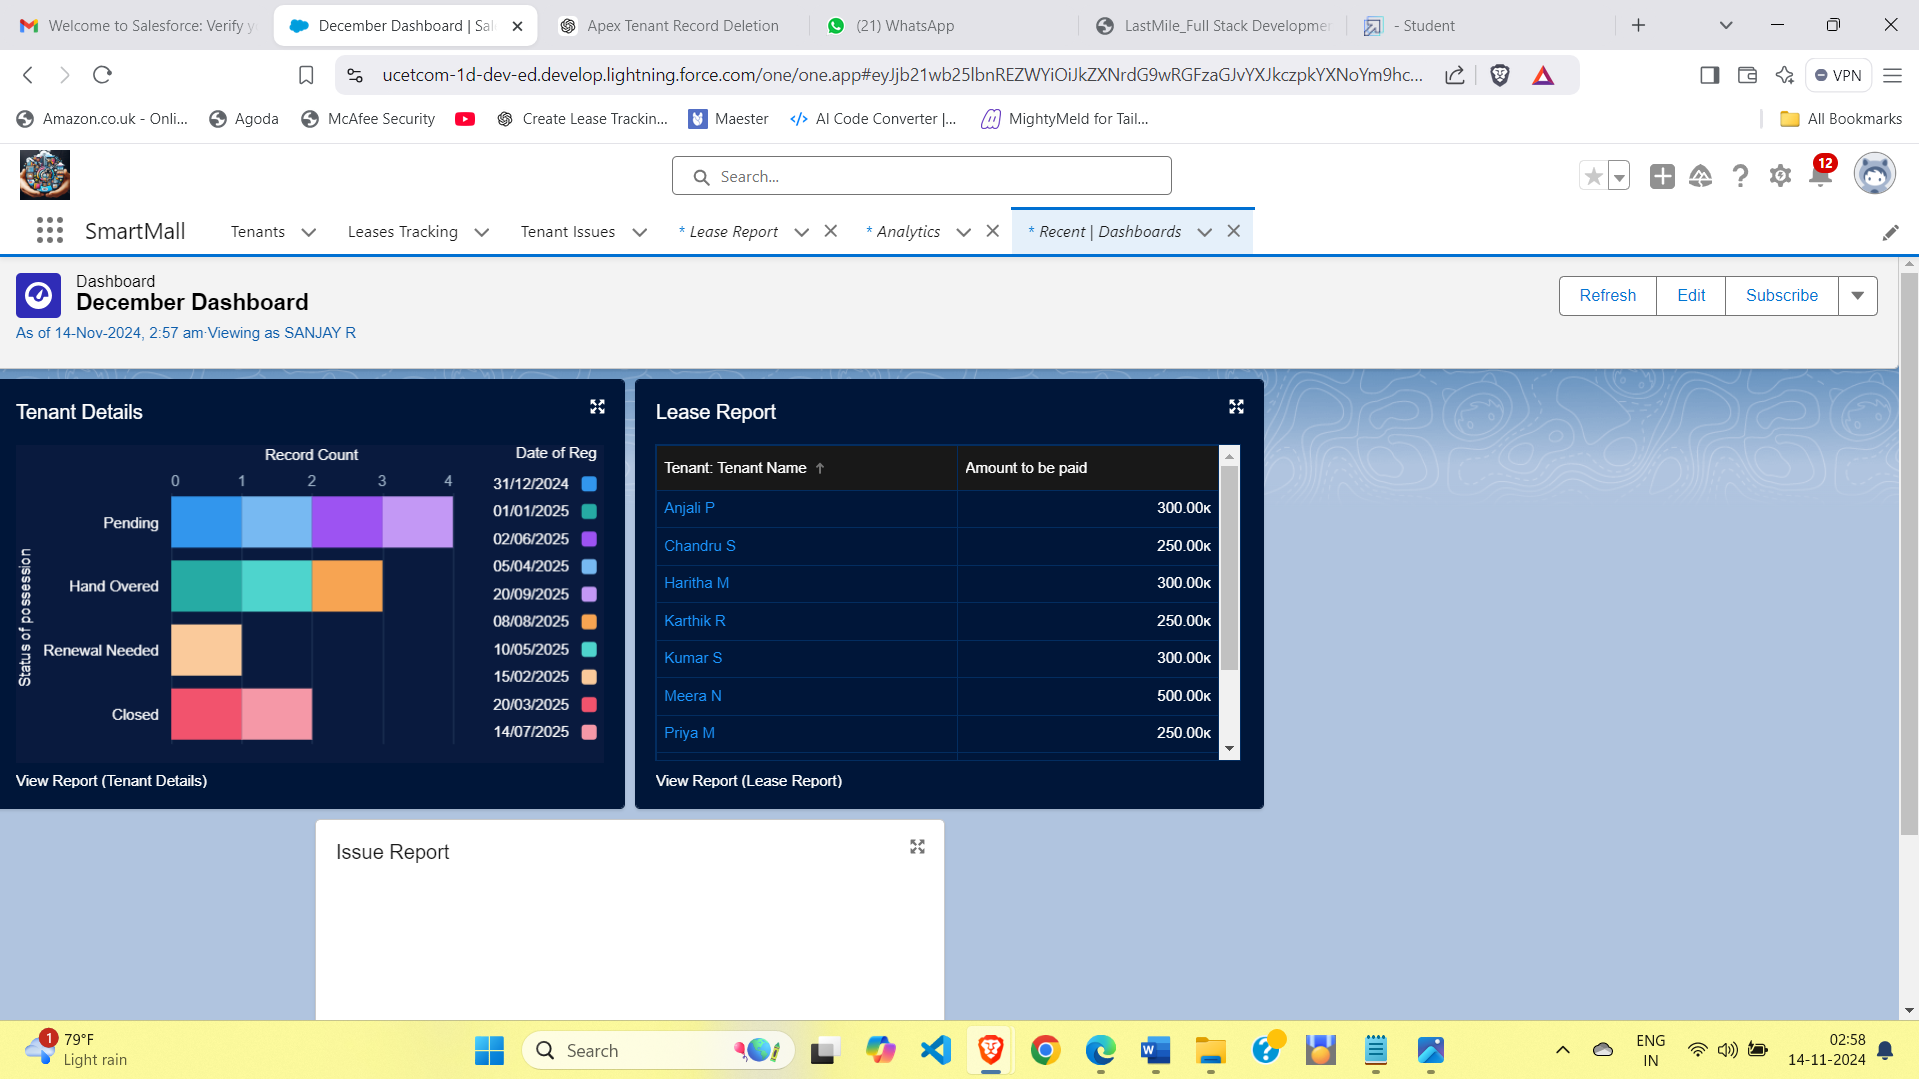 Welcome to Salesforce: Verify y
December Dashboard | Sal
Apex Tenant Record Deletion
(21) WhatsApp
LastMile_Full Stack Developmen
- Student
ucetcom-1d-dev-ed.develop.lightning.force.com/one/one.app#eyJjb21wb25lbnREZWYiOiJkZXNrdG9wRGFzaGJvYXJkczpkYXNoYm9hc...
VPN
Amazon.co.uk - Onli...
Agoda
McAfee Security
Create Lease Trackin...
Maester
AI Code Converter |...
MightyMeld for Tail...
All Bookmarks
Search...
12
SmartMall
Tenants
Leases Tracking
Tenant Issues
* Lease Report
* Analytics
* Recent | Dashboards
Dashboard
December Dashboard
As of 14-Nov-2024, 2:57 am·Viewing as SANJAY R
Refresh
Edit
Subscribe
Tenant Details
Record Count
0 1 2 3 4
Status of possession
Pending
Hand Overed
Renewal Needed
Closed
Date of Reg
31/12/2024
01/01/2025
02/06/2025
05/04/2025
20/09/2025
08/08/2025
10/05/2025
15/02/2025
20/03/2025
14/07/2025
View Report (Tenant Details)
Lease Report
Tenant: Tenant Name ↑ Amount to be paid
Anjali P 300.00K
Chandru S 250.00K
Haritha M 300.00K
Karthik R 250.00K
Kumar S 300.00K
Meera N 500.00K
Priya M 250.00K
View Report (Lease Report)
Issue Report
1
79°F
Light rain
Search
ENG
IN
02:58
14-11-2024